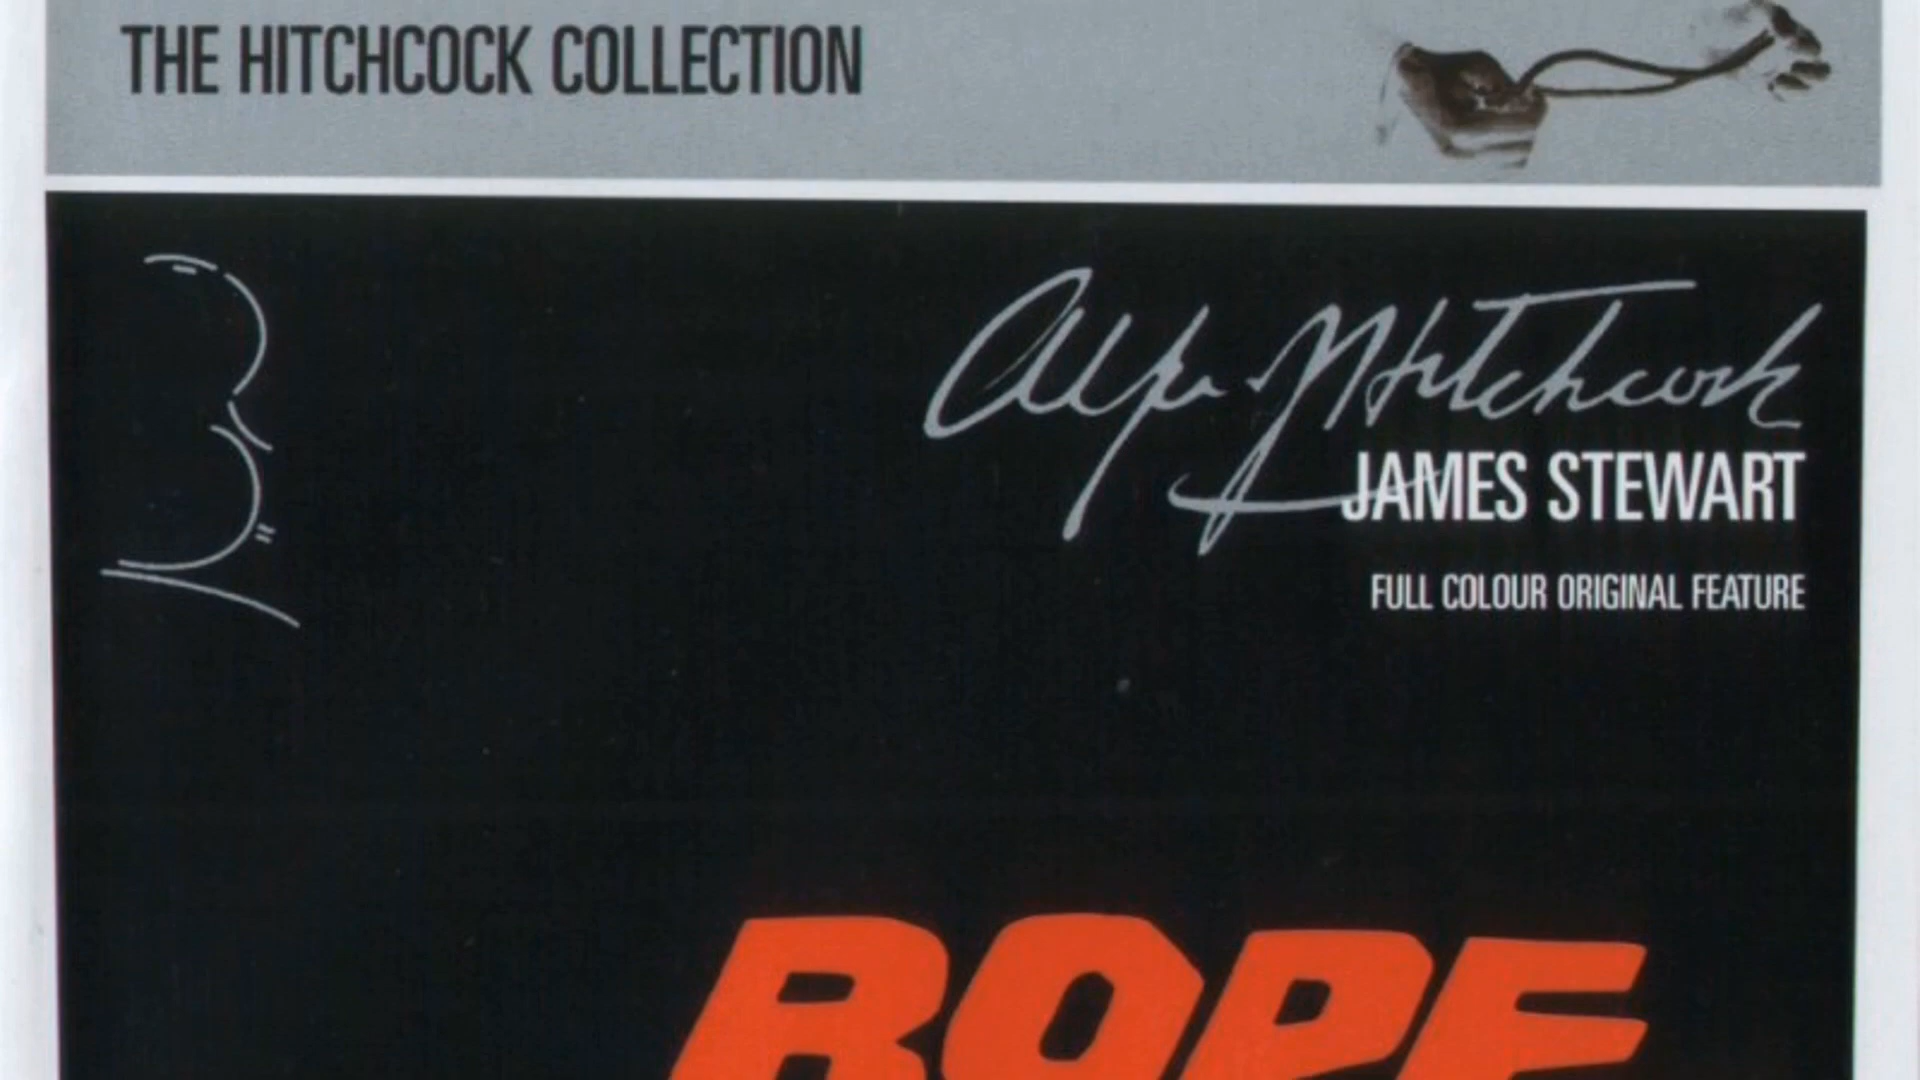 THE HITCHCOCK COLLECTION
Alfred Hitchcock
JAMES STEWART
FULL COLOUR ORIGINAL FEATURE
ROPE